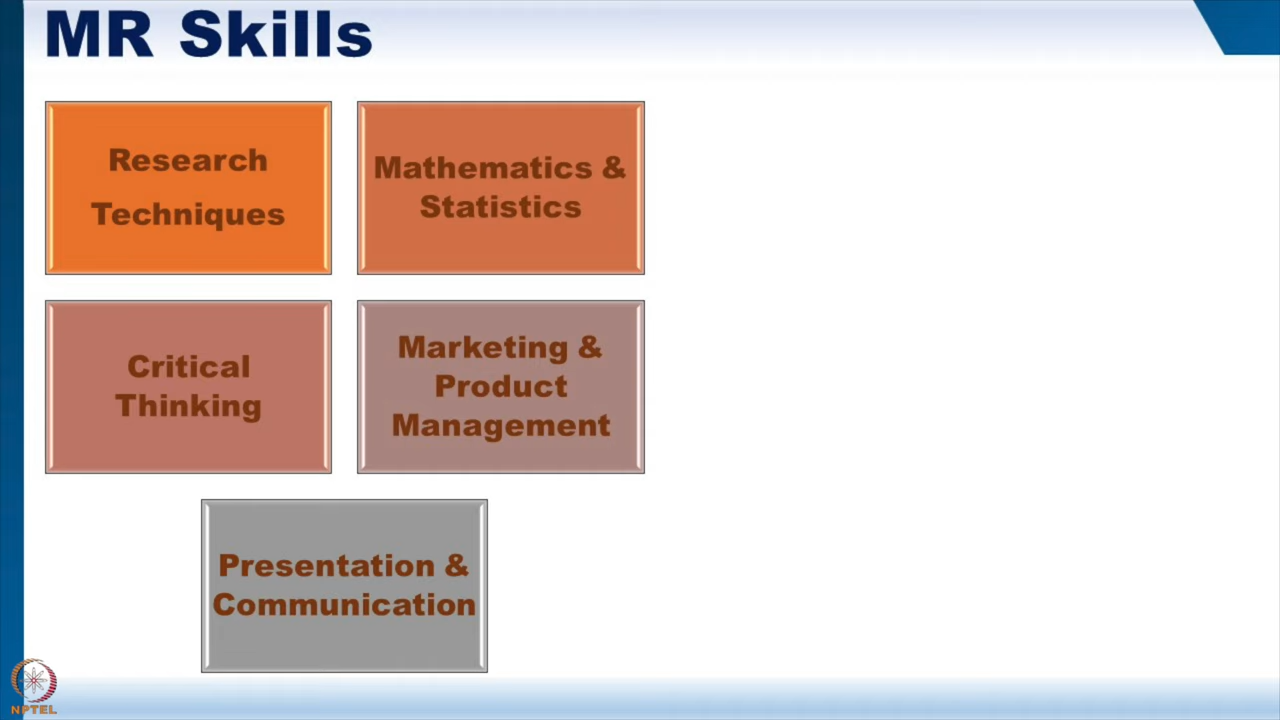 MR Skills
Research
Techniques
Mathematics &
Statistics
Critical
Thinking
Marketing &
Product
Management
Presentation &
Communication
NPTEL